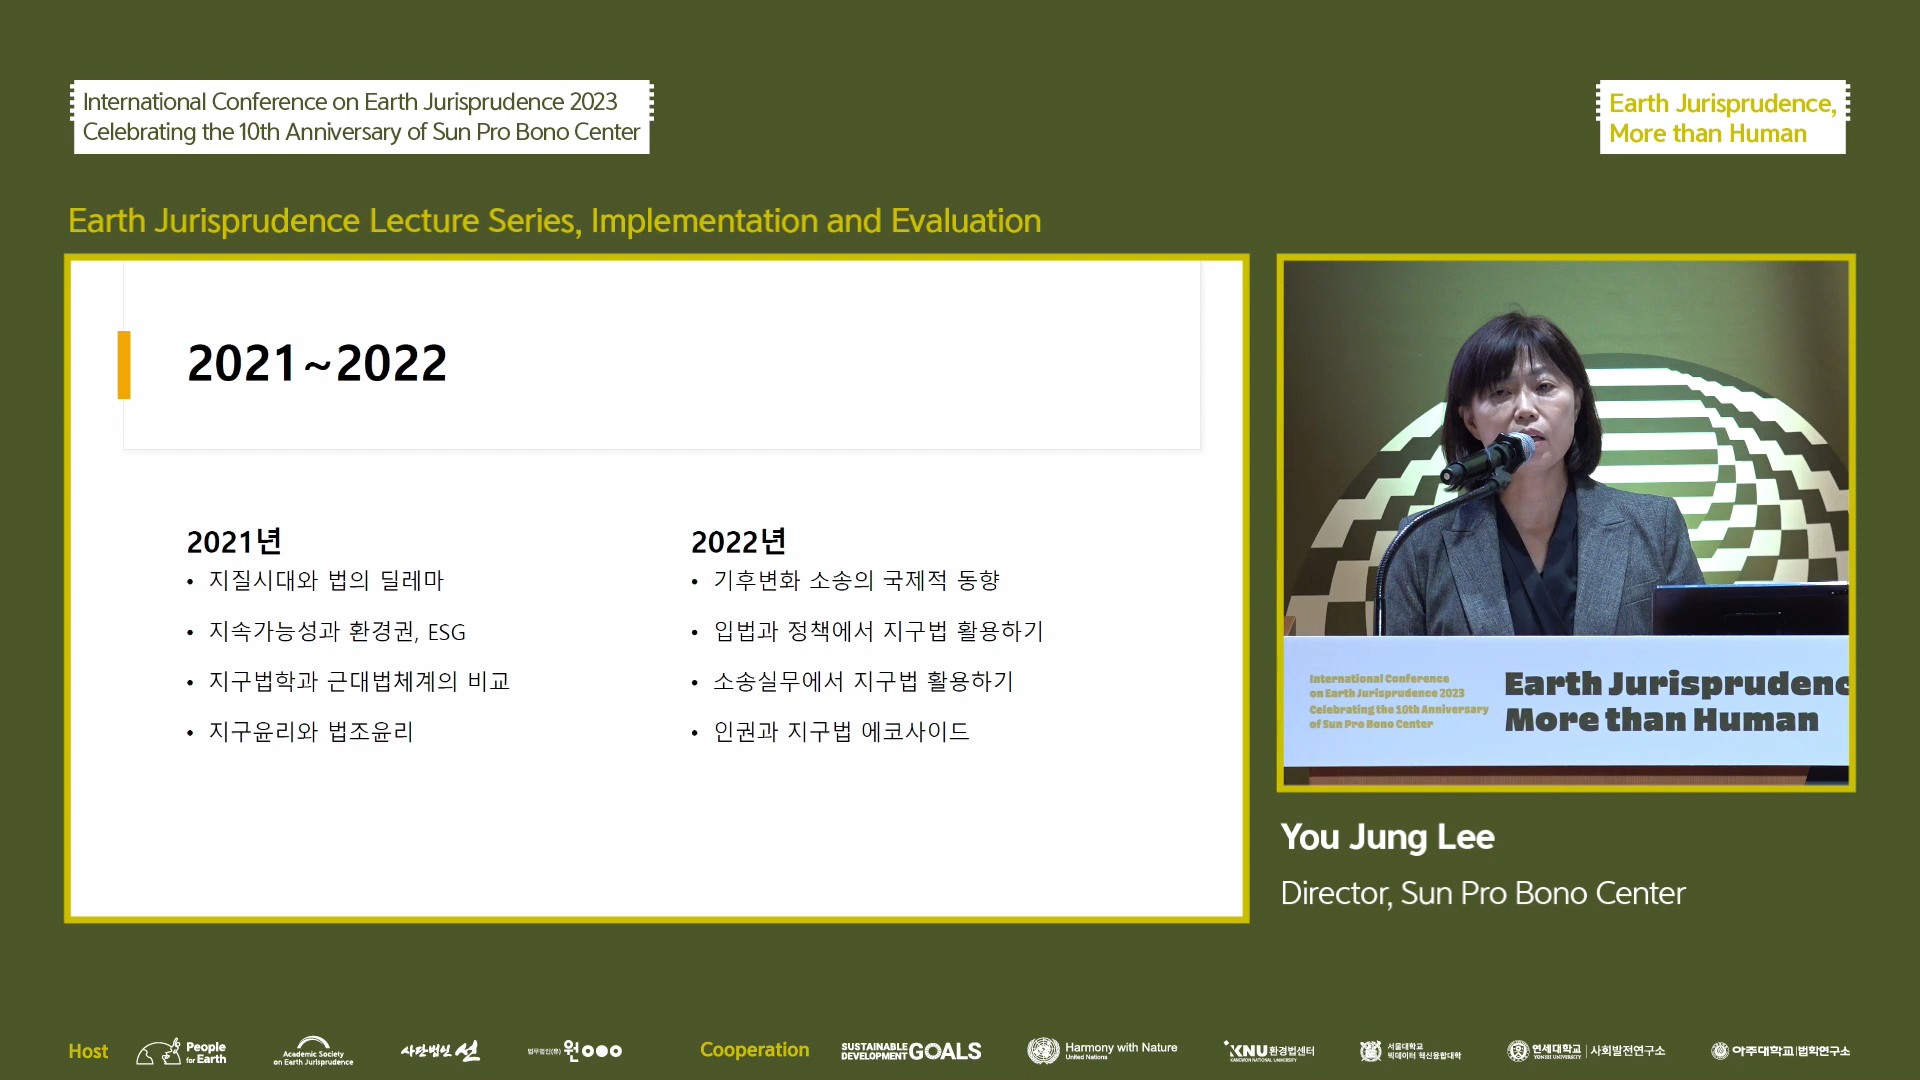 International Conference on Earth Jurisprudence 2023
Celebrating the 10th Anniversary of Sun Pro Bono Center
Earth Jurisprudence,
More than Human
Earth Jurisprudence Lecture Series, Implementation and Evaluation
2021~2022
2021년
• 지질시대와 법의 딜레마
• 지속가능성과 환경권, ESG
• 지구법학과 근대법체계의 비교
• 지구윤리와 법조윤리
2022년
• 기후변화 소송의 국제적 동향
• 입법과 정책에서 지구법 활용하기
• 소송실무에서 지구법 활용하기
• 인권과 지구법 에코사이드
International Conference
on Earth Jurisprudence 2023
Celebrating the 10th Anniversary
of Sun Pro Bono Center
Earth Jurisprudenc
More than Human
You Jung Lee
Director, Sun Pro Bono Center
Host
People
for Earth
Academic Society
on Earth Jurisprudence
사단법인 선
법무법인(유) 원
Cooperation
SUSTAINABLE
DEVELOPMENT GOALS
Harmony with Nature
United Nations
KNU 환경법센터
KANGWON NATIONAL UNIVERSITY
서울대학교
빅데이터 혁신융합대학
연세대학교 | 사회발전연구소
YONSEI UNIVERSITY
아주대학교 | 법학연구소